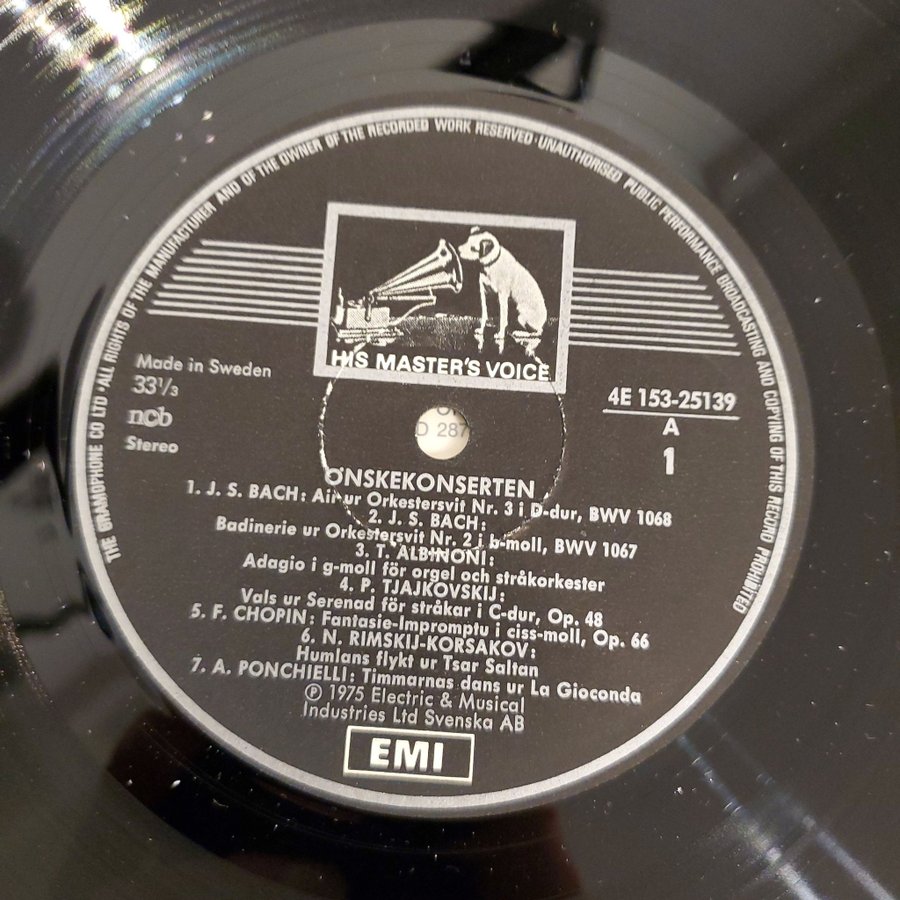 THE GRAMOPHONE CO LTD · ALL RIGHTS OF THE MANUFACTURER AND OF THE OWNER OF THE RECORDED WORK RESERVED · UNAUTHORISED PUBLIC PERFORMANCE BROADCASTING AND COPYING OF THIS RECORD PROHIBITED
HIS MASTER'S VOICE
Made in Sweden
33⅓
ncb
Stereo
4E 153-25139
A
1
D 287
ÖNSKEKONSERTEN
1. J. S. BACH: Air ur Orkestersvit Nr. 3 i D-dur, BWV 1068
2. J. S. BACH:
Badinerie ur Orkestersvit Nr. 2 i b-moll, BWV 1067
3. T. ALBINONI:
Adagio i g-moll för orgel och stråkorkester
4. P. TJAJKOVSKIJ:
Vals ur Serenad för stråkar i C-dur, Op. 48
5. F. CHOPIN: Fantasie-Impromptu i ciss-moll, Op. 66
6. N. RIMSKIJ-KORSAKOV:
Humlans flykt ur Tsar Saltan
7. A. PONCHIELLI: Timmarnas dans ur La Gioconda
℗ 1975 Electric & Musical
Industries Ltd Svenska AB
EMI